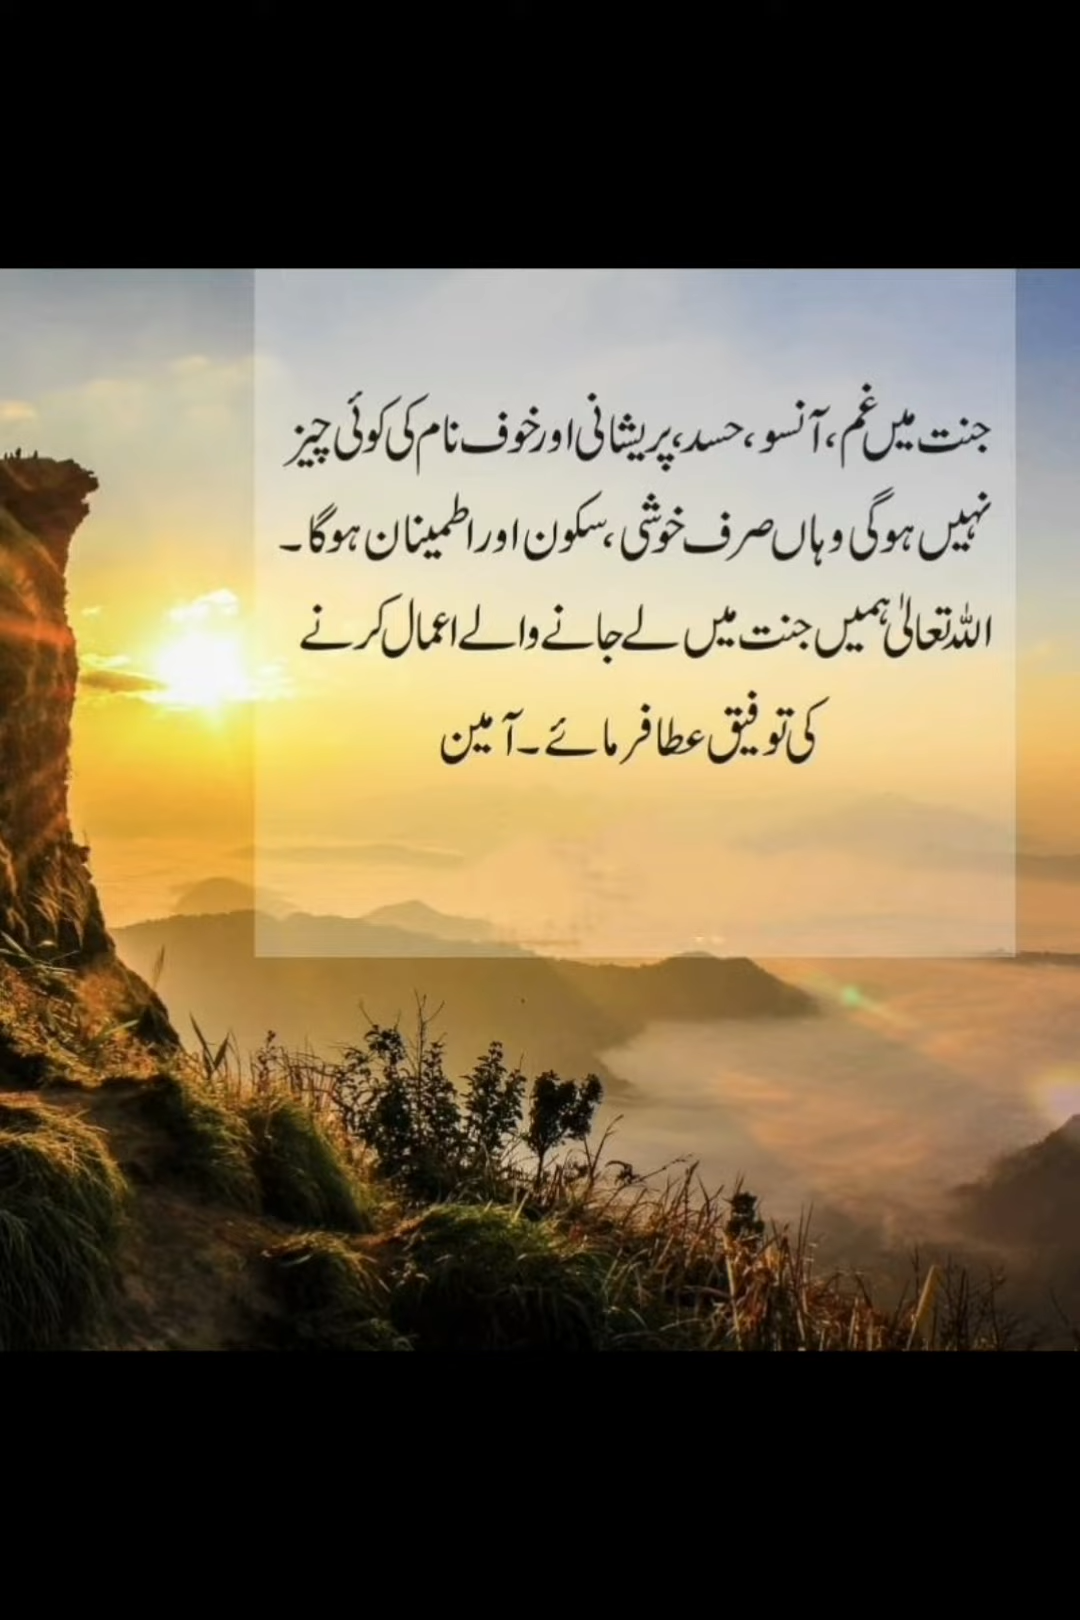 جنت میں غم، آنسو، حسد، پریشانی اور خوف نام کی کوئی چیز
نہیں ہوگی وہاں صرف خوشی، سکون اور اطمینان ہوگا۔
اللہ تعالیٰ ہمیں جنت میں لے جانے والے اعمال کرنے
کی توفیق عطا فرمائے۔ آمین